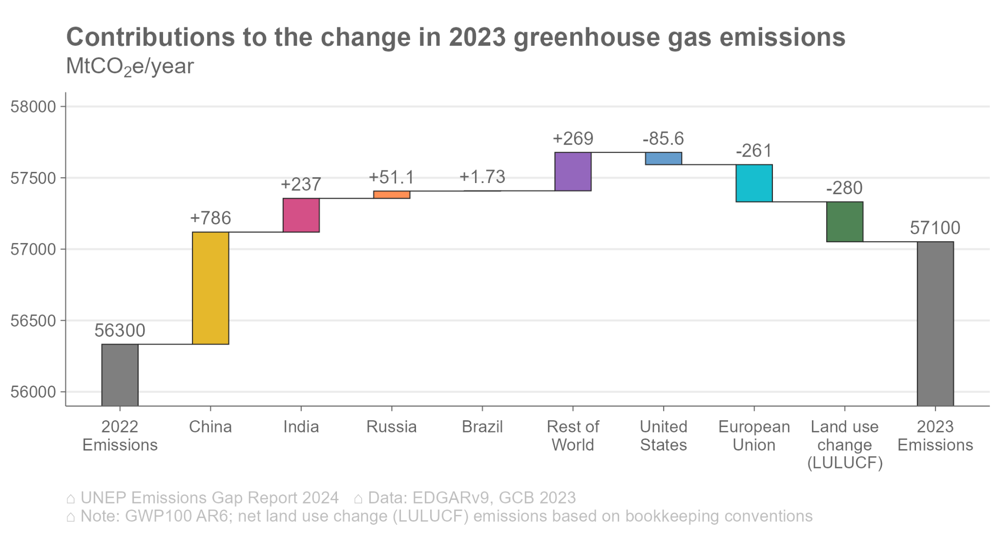 Contributions to the change in 2023 greenhouse gas emissions
MtCO₂e/year
58000
57500
57000
56500
56000
56300
+786
+237
+51.1
+1.73
+269
-85.6
-261
-280
57100
2022
Emissions
China
India
Russia
Brazil
Rest of
World
United
States
European
Union
Land use
change
(LULUCF)
2023
Emissions
⌂ UNEP Emissions Gap Report 2024 ⌂ Data: EDGARv9, GCB 2023
⌂ Note: GWP100 AR6; net land use change (LULUCF) emissions based on bookkeeping conventions